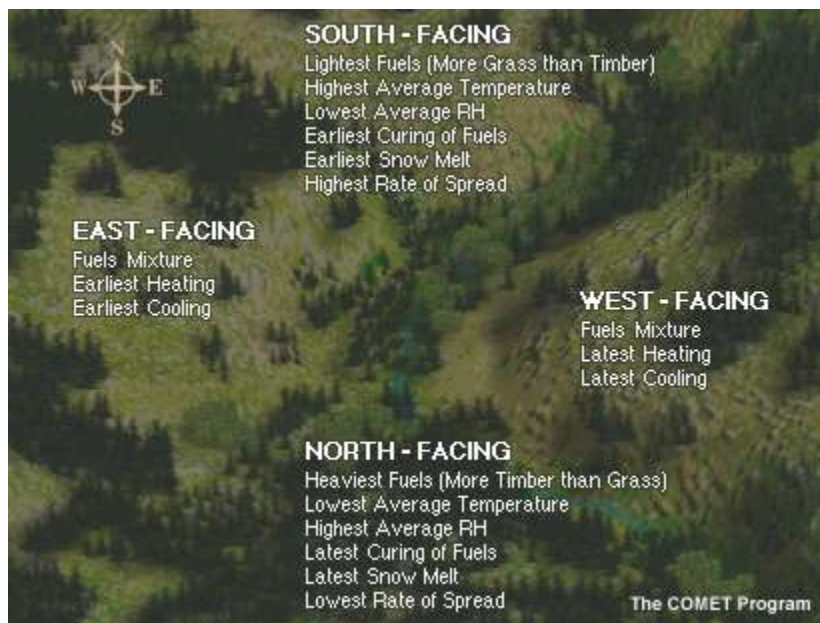 N
W E
S
SOUTH - FACING
Lightest Fuels (More Grass than Timber)
Highest Average Temperature
Lowest Average RH
Earliest Curing of Fuels
Earliest Snow Melt
Highest Rate of Spread
EAST - FACING
Fuels Mixture
Earliest Heating
Earliest Cooling
WEST - FACING
Fuels Mixture
Latest Heating
Latest Cooling
NORTH - FACING
Heaviest Fuels (More Timber than Grass)
Lowest Average Temperature
Highest Average RH
Latest Curing of Fuels
Latest Snow Melt
Lowest Rate of Spread
The COMET Program